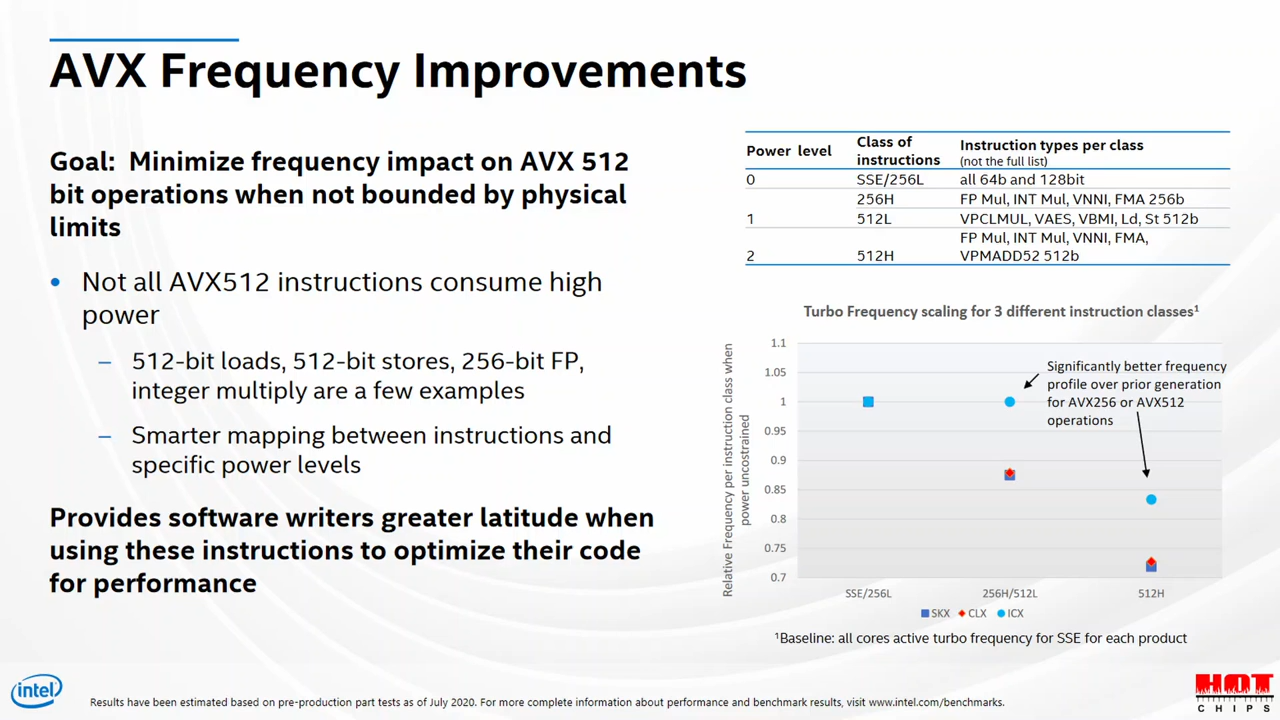 AVX Frequency Improvements
Goal: Minimize frequency impact on AVX 512
bit operations when not bounded by physical
limits
• Not all AVX512 instructions consume high
power
– 512-bit loads, 512-bit stores, 256-bit FP,
integer multiply are a few examples
– Smarter mapping between instructions and
specific power levels
Provides software writers greater latitude when
using these instructions to optimize their code
for performance
Power level Class of instructions Instruction types per class (not the full list)
0 SSE/256L all 64b and 128bit
256H FP Mul, INT Mul, VNNI, FMA 256b
1 512L VPCLMUL, VAES, VBMI, Ld, St 512b
FP Mul, INT Mul, VNNI, FMA,
2 512H VPMADD52 512b
Turbo Frequency scaling for 3 different instruction classes¹
Relative Frequency per instruction class when
power uncostrained
1.1
1.05
1
0.95
0.9
0.85
0.8
0.75
0.7
Significantly better frequency
profile over prior generation
for AVX256 or AVX512
operations
SSE/256L 256H/512L 512H
SKX CLX ICX
¹Baseline: all cores active turbo frequency for SSE for each product
intel
Results have been estimated based on pre-production part tests as of July 2020. For more complete information about performance and benchmark results, visit www.intel.com/benchmarks.
HOT
CHIPS